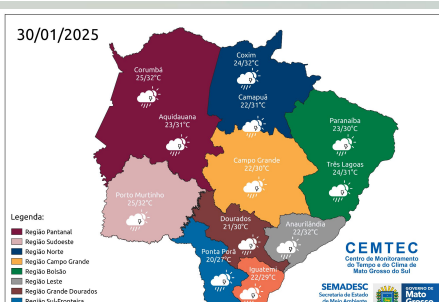 30/01/2025
Coxim
24/32°C
Corumbá
25/32°C
Camapuã
22/31°C
Aquidauana
23/31°C
Paranaíba
23/30°C
Campo Grande
22/30°C
Três Lagoas
24/31°C
Porto Murtinho
25/32°C
Dourados
21/30°C
Anaurilândia
22/32°C
Ponta Porã
20/27°C
Iguatemi
22/29°C
Legenda:
Região Pantanal
Região Sudoeste
Região Norte
Região Campo Grande
Região Bolsão
Região Leste
Região Grande Dourados
Região Sul-Fronteira
CEMTEC
Centro de Monitoramento
do Tempo e do Clima de
Mato Grosso do Sul
SEMADESC
Secretaria de Estado
de Meio Ambiente
GOVERNO DE
Mato
Grosso